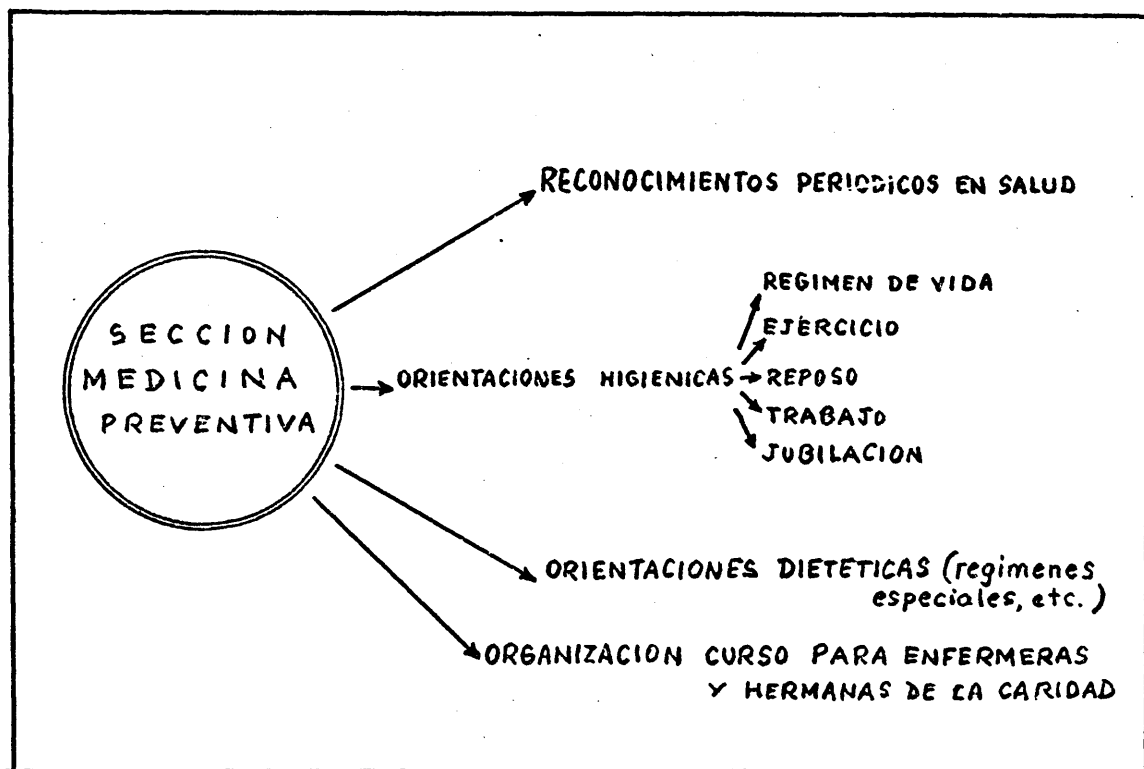 RECONOCIMIENTOS PERIODICOS EN SALUD
SECCION
MEDICINA
PREVENTIVA
ORIENTACIONES HIGIENICAS
REGIMEN DE VIDA
EJERCICIO
REPOSO
TRABAJO
JUBILACION
ORIENTACIONES DIETETICAS (regimenes
especiales, etc.)
ORGANIZACION CURSO PARA ENFERMERAS
Y HERMANAS DE LA CARIDAD